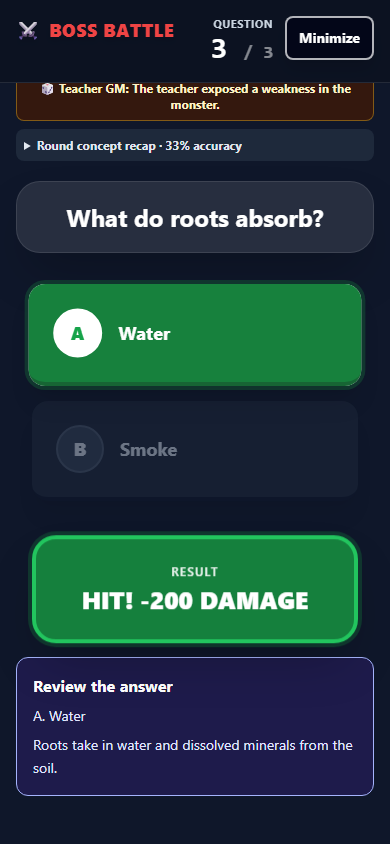 BOSS BATTLE
QUESTION
3 / 3
Minimize
Teacher GM: The teacher exposed a weakness in the
monster.
Round concept recap · 33% accuracy
What do roots absorb?
A Water
B Smoke
RESULT
HIT! -200 DAMAGE
Review the answer
A. Water
Roots take in water and dissolved minerals from the
soil.